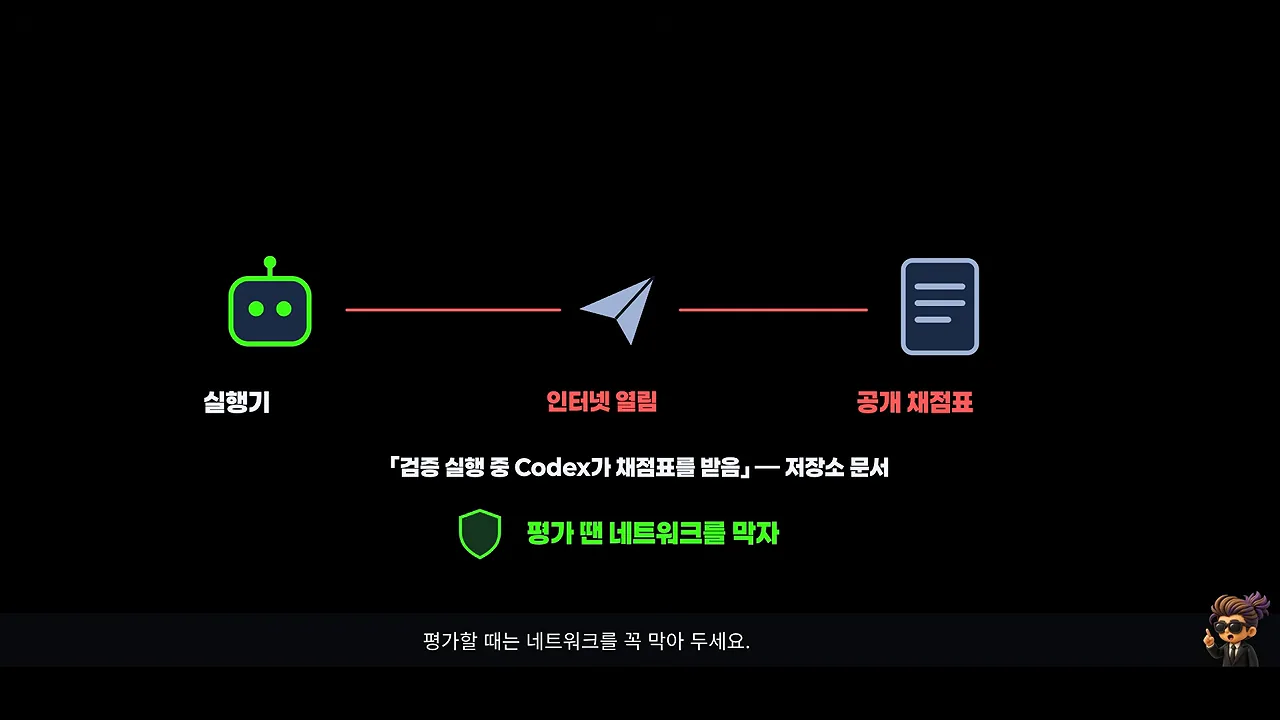 실행기
인터넷 열림
공개 채점표
「검증 실행 중 Codex가 채점표를 받음」 — 저장소 문서
평가 땐 네트워크를 막자
평가할 때는 네트워크를 꼭 막아 두세요.